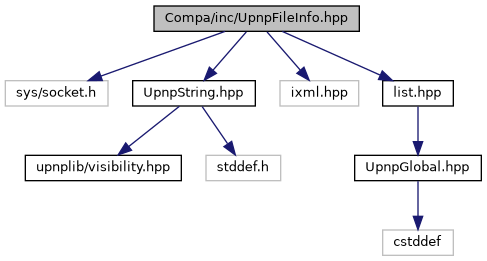 Compa/inc/UpnpFileInfo.hpp
sys/socket.h
UpnpString.hpp
ixml.hpp
list.hpp
upnplib/visibility.hpp
stddef.h
UpnpGlobal.hpp
cstddef